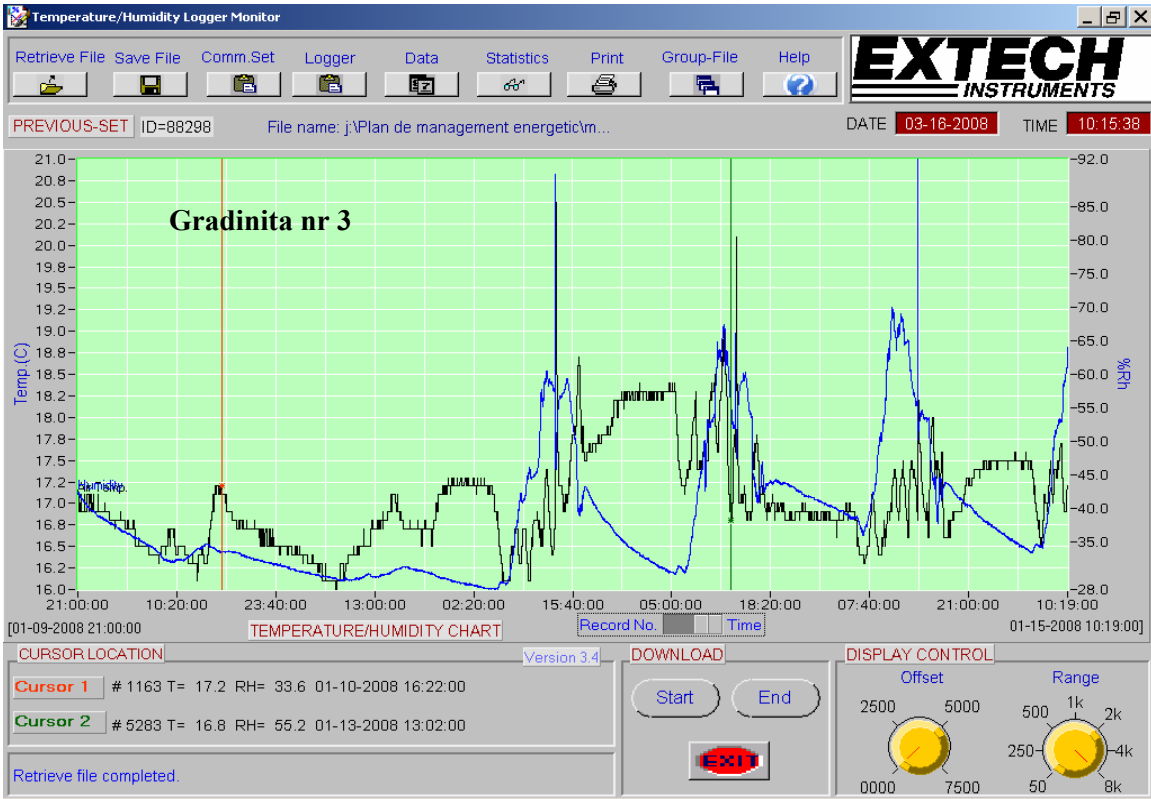 Temperature/Humidity Logger Monitor
Retrieve File Save File Comm.Set Logger Data Statistics Print Group-File Help
EXTECH
INSTRUMENTS
PREVIOUS-SET ID=88298 File name: j:\Plan de management energetic\m... DATE 03-16-2008 TIME 10:15:38
Gradinita nr 3
21.0
20.8
20.5
20.2
20.0
19.8
19.5
19.2
19.0
18.8
18.5
18.2
18.0
17.8
17.5
17.2
17.0
16.8
16.5
16.2
16.0
Temp.(C)
Humidity
Temp.
92.0
85.0
80.0
75.0
70.0
65.0
60.0
55.0
50.0
45.0
40.0
35.0
28.0
%Rh
21:00:00 10:20:00 23:40:00 13:00:00 02:20:00 15:40:00 05:00:00 18:20:00 07:40:00 21:00:00 10:19:00
[01-09-2008 21:00:00 TEMPERATURE/HUMIDITY CHART Record No. Time 01-15-2008 10:19:00]
CURSOR LOCATION Version 3.4
Cursor 1 # 1163 T= 17.2 RH= 33.6 01-10-2008 16:22:00
Cursor 2 # 5283 T= 16.8 RH= 55.2 01-13-2008 13:02:00
Retrieve file completed.
DOWNLOAD
Start End
EXIT
DISPLAY CONTROL
Offset
2500 5000
0000 7500
Range
500 1k 2k
250 4k
50 8k